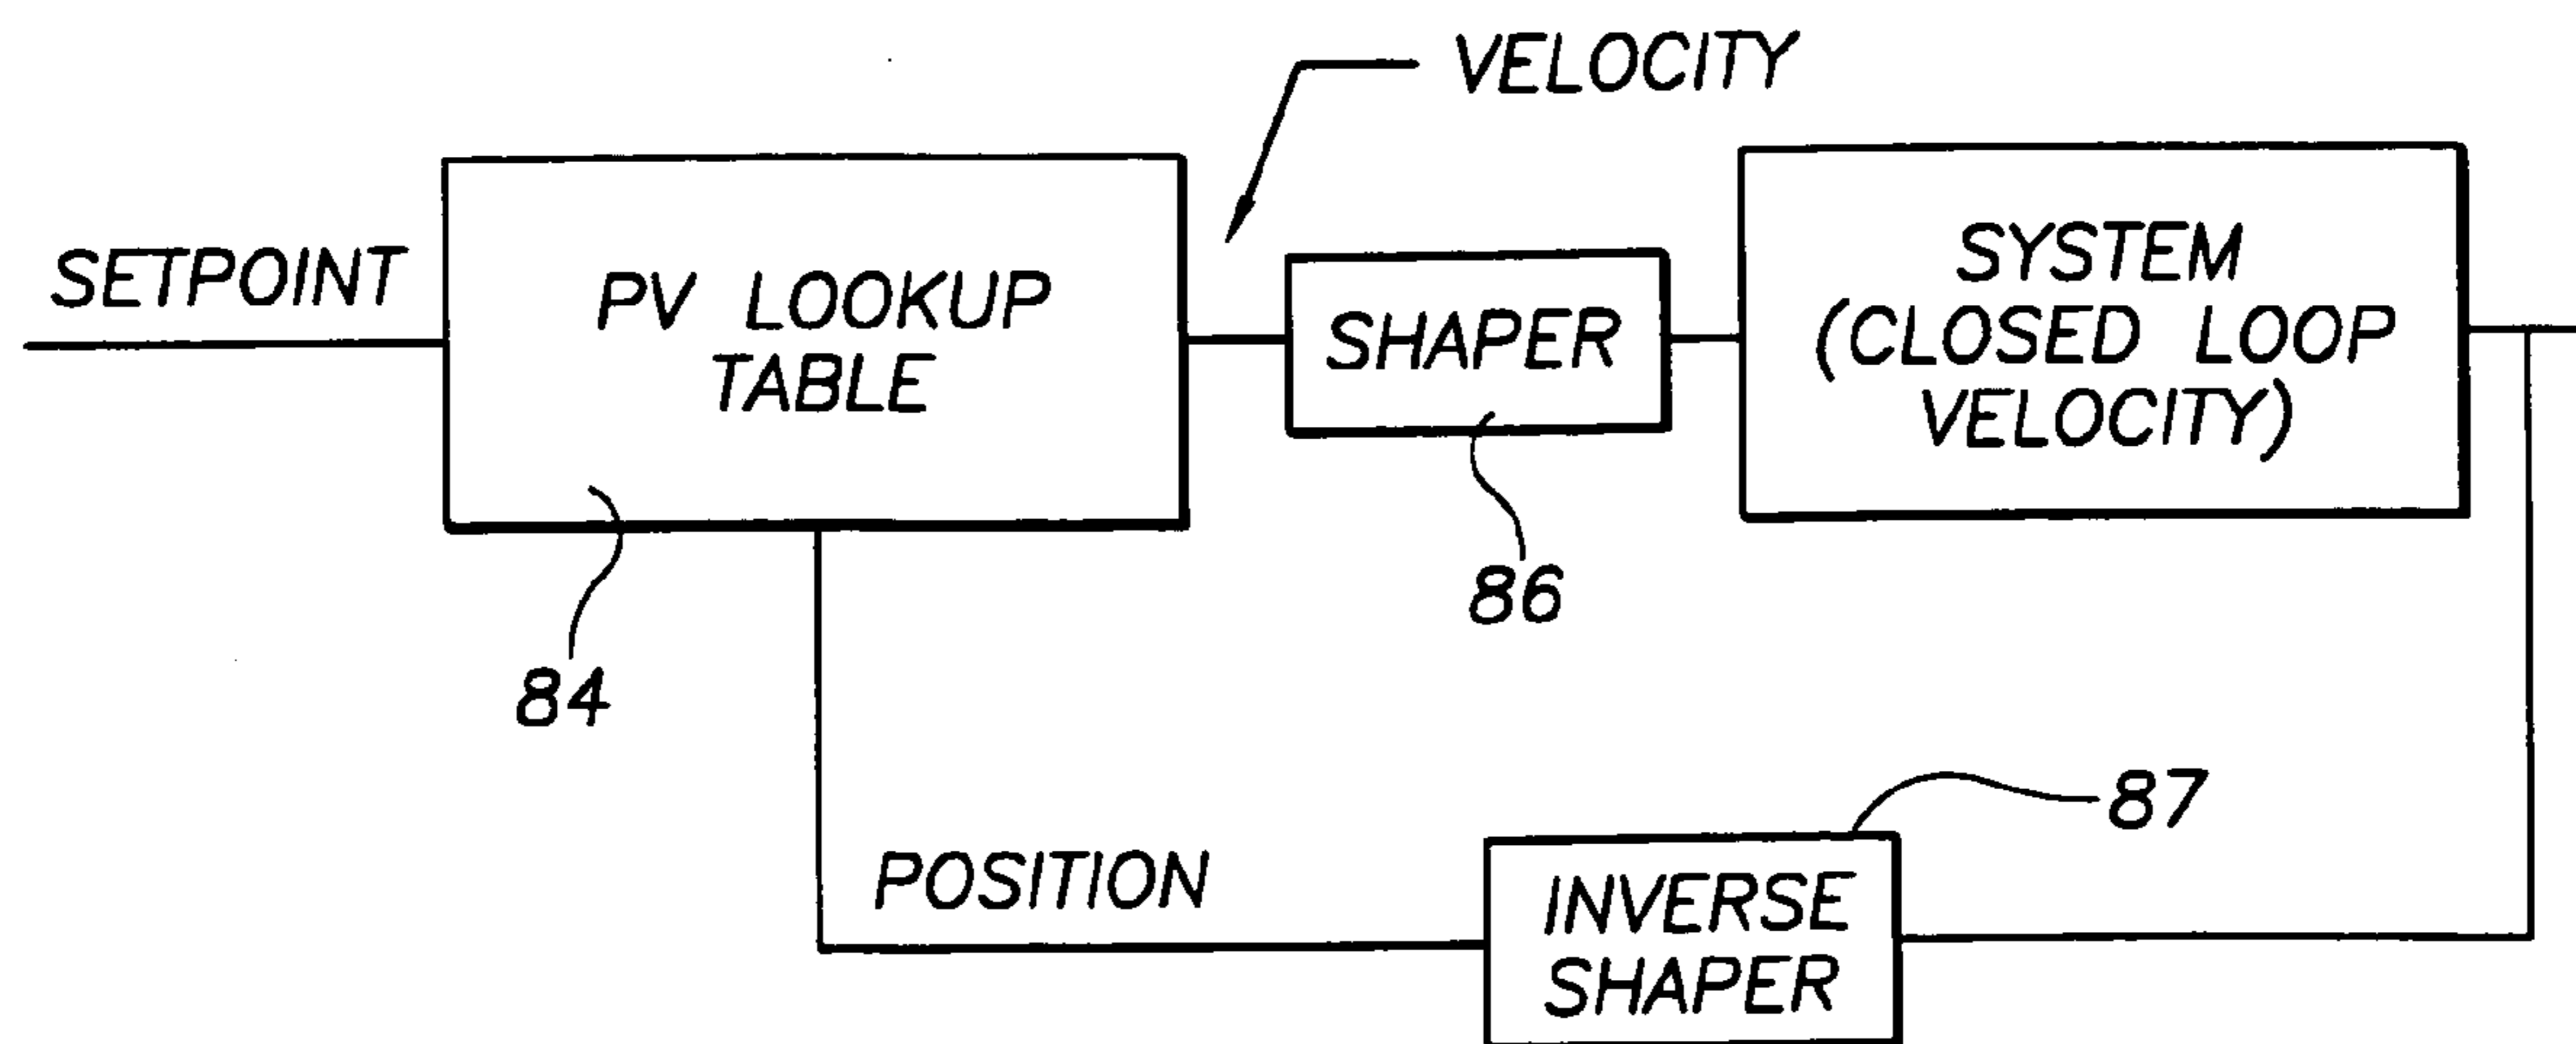 VELOCITY
SETPOINT
PV LOOKUP
TABLE
SHAPER
SYSTEM
(CLOSED LOOP
VELOCITY)
86
84
87
POSITION
INVERSE
SHAPER